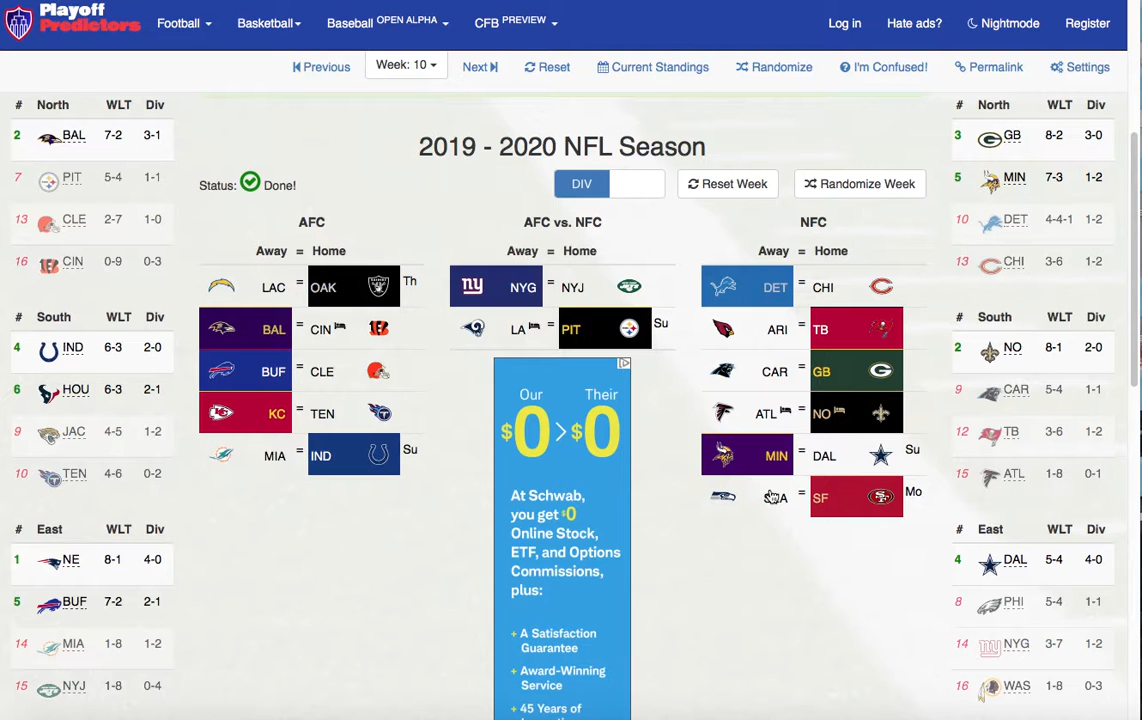 Playoff
Predictors
Football Basketball Baseball OPEN ALPHA CFB PREVIEW Log in Hate ads? Nightmode Register
Previous Week: 10 Next Reset Current Standings Randomize I'm Confused! Permalink Settings
# North WLT Div
2 BAL 7-2 3-1
7 PIT 5-4 1-1
13 CLE 2-7 1-0
16 CIN 0-9 0-3
# South WLT Div
4 IND 6-3 2-0
6 HOU 6-3 2-1
9 JAC 4-5 1-2
10 TEN 4-6 0-2
# East WLT Div
1 NE 8-1 4-0
5 BUF 7-2 2-1
14 MIA 1-8 1-2
15 NYJ 1-8 0-4
2019 - 2020 NFL Season
Status: Done!
DIV Reset Week Randomize Week
AFC
Away = Home
LAC = OAK Th
BAL = CIN
BUF = CLE
KC = TEN
MIA = IND Su
AFC vs. NFC
Away = Home
ny NYG = NYJ
LA = PIT Su
NFC
Away = Home
DET = CHI
ARI = TB
CAR = GB
ATL = NO
MIN = DAL Su
= SF Mo
Our Their
$0 > $0
At Schwab,
you get $0
Online Stock,
ETF, and Options
Commissions,
plus:
+ A Satisfaction
Guarantee
+ Award-Winning
Service
+ 45 Years of
# North WLT Div
3 GB 8-2 3-0
5 MIN 7-3 1-2
10 DET 4-4-1 1-2
13 CHI 3-6 1-2
# South WLT Div
2 NO 8-1 2-0
9 CAR 5-4 1-1
12 TB 3-6 1-2
15 ATL 1-8 0-1
# East WLT Div
4 DAL 5-4 4-0
8 PHI 5-4 1-1
14 NYG 3-7 1-2
16 WAS 1-8 0-3